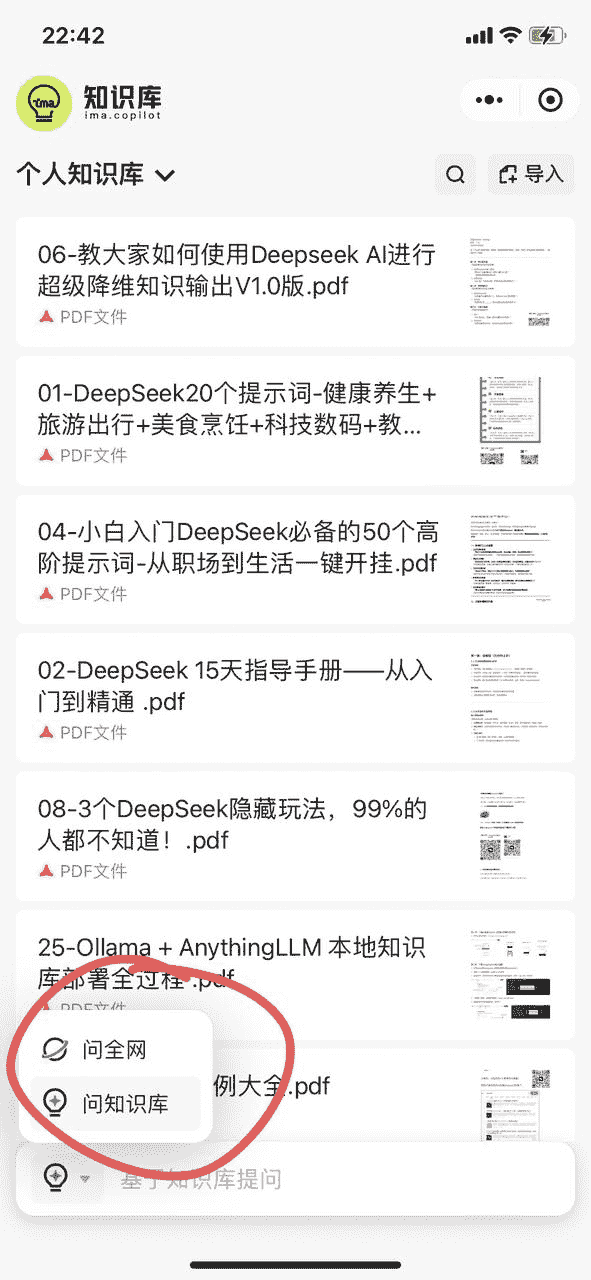 22:42
ima
知识库
ima.copilot
个人知识库
导入
06-教大家如何使用Deepseek AI进行
超级降维知识输出V1.0版.pdf
PDF文件
01-DeepSeek20个提示词-健康养生+
旅游出行+美食烹饪+科技数码+教...
PDF文件
04-小白入门DeepSeek必备的50个高
阶提示词-从职场到生活一键开挂.pdf
PDF文件
02-DeepSeek 15天指导手册——从入
门到精通 .pdf
PDF文件
08-3个DeepSeek隐藏玩法，99%的
人都不知道！.pdf
PDF文件
25-Ollama + AnythingLLM 本地知识
库部署全过程 .pdf
PDF文件
问全网
例大全.pdf
问知识库
基于知识库提问